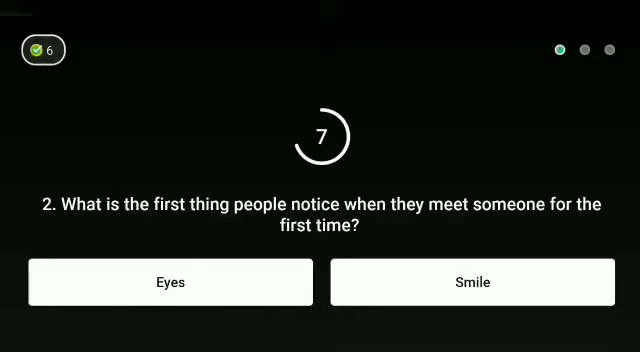 6
7
2. What is the first thing people notice when they meet someone for the
first time?
Eyes
Smile